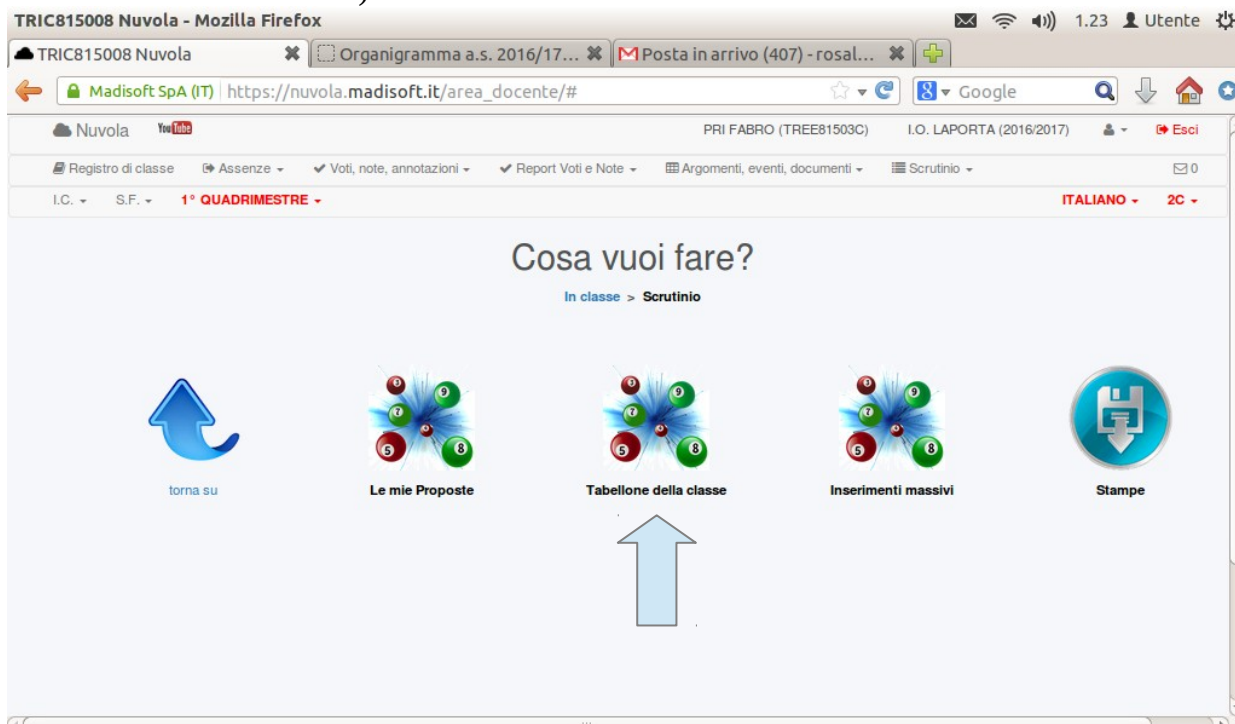 TRIC815008 Nuvola - Mozilla Firefox 1.23 Utente
TRIC815008 Nuvola Organigramma a.s. 2016/17... Posta in arrivo (407) - rosal...
Madisoft SpA (IT) https://nuvola.madisoft.it/area_docente/# Google
Nuvola YouTube PRI FABRO (TREE81503C) I.O. LAPORTA (2016/2017) Esci
Registro di classe Assenze Voti, note, annotazioni Report Voti e Note Argomenti, eventi, documenti Scrutinio 0
I.C. S.F. 1° QUADRIMESTRE ITALIANO 2C
Cosa vuoi fare?
In classe > Scrutinio
torna su Le mie Proposte Tabellone della classe Inserimenti massivi Stampe